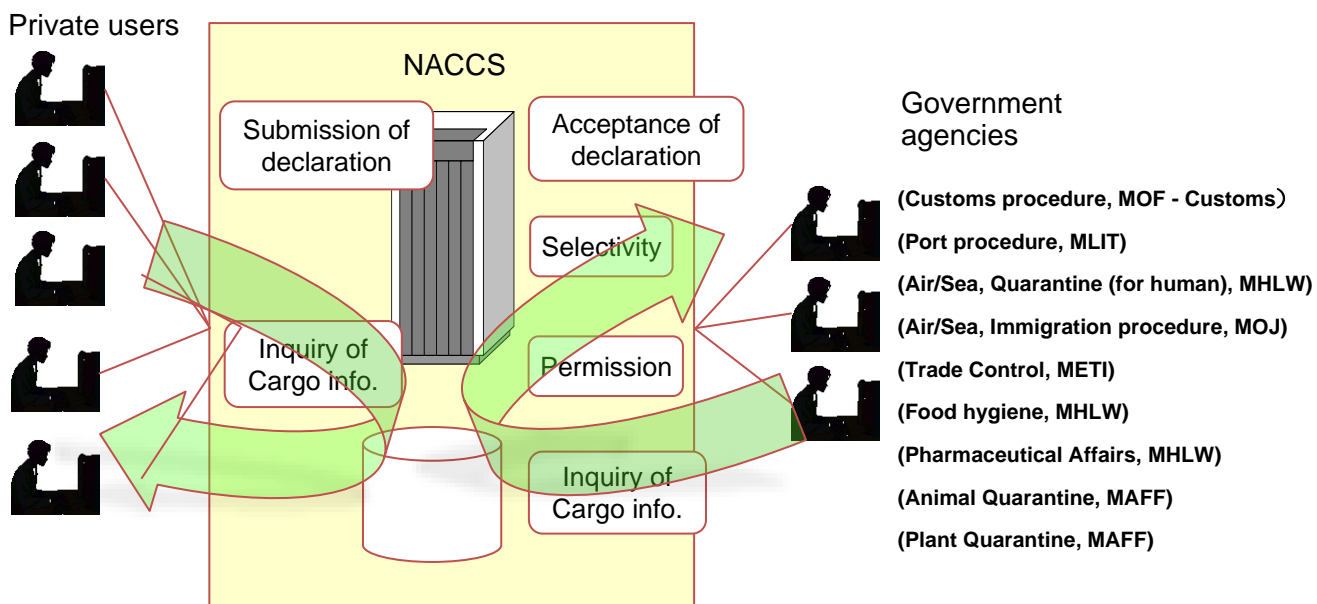 Private users
NACCS
Submission of
declaration
Acceptance of
declaration
Selectivity
Inquiry of
Cargo info.
Permission
Inquiry of
Cargo info.
Government
agencies
(Customs procedure, MOF - Customs）
(Port procedure, MLIT)
(Air/Sea, Quarantine (for human), MHLW)
(Air/Sea, Immigration procedure, MOJ)
(Trade Control, METI)
(Food hygiene, MHLW)
(Pharmaceutical Affairs, MHLW)
(Animal Quarantine, MAFF)
(Plant Quarantine, MAFF)